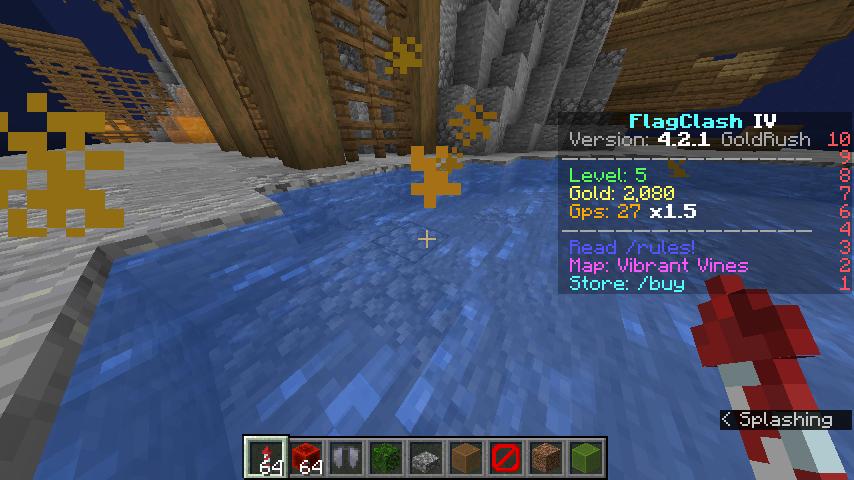 FlagClash IV
Version: 4.2.1 GoldRush 10
9
Level: 5 8
Gold: 2,080 7
Gps: 27 x1.5 6
4
Read /rules! 3
Map: Vibrant Vines 2
Store: /buy 1
< Splashing
64 64